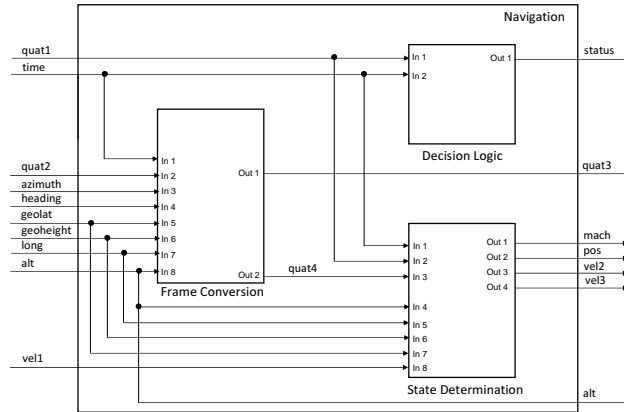 Navigation
quat1
time
In 1
In 2
Out 1
status
Decision Logic
quat2
azimuth
heading
geolat
geoheight
long
alt
In 1
In 2
In 3
In 4
In 5
In 6
In 7
In 8
Out 1
Out 2
quat3
quat4
Frame Conversion
In 1
In 2
In 3
In 4
In 5
In 6
In 7
In 8
Out 1
Out 2
Out 3
Out 4
mach
pos
vel2
vel3
vel1
State Determination
alt